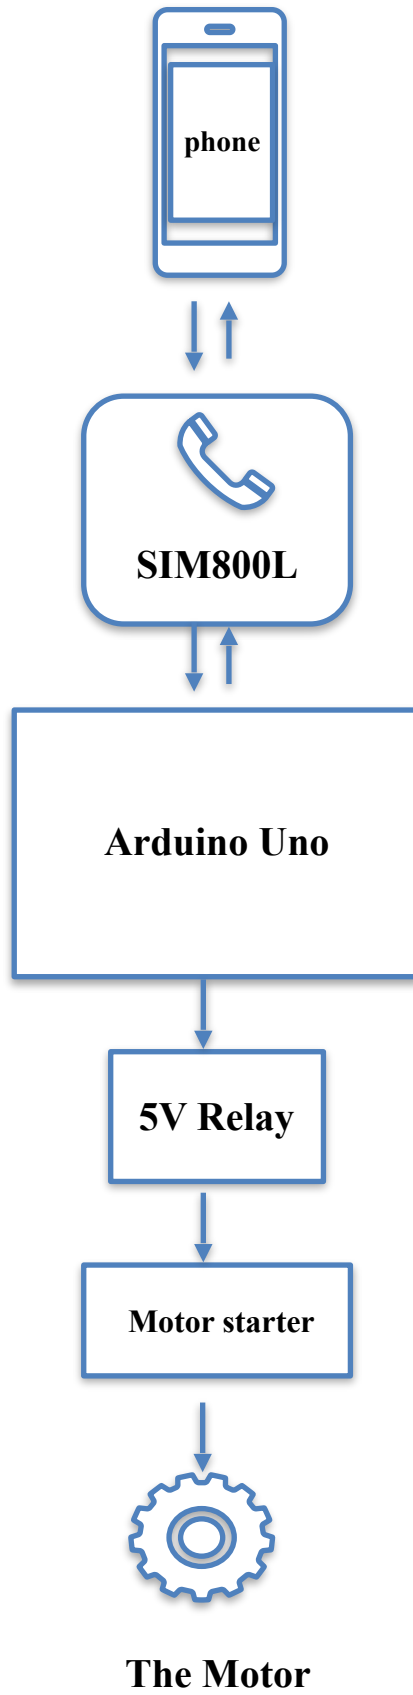 phone
SIM800L
Arduino Uno
5V Relay
Motor starter
The Motor